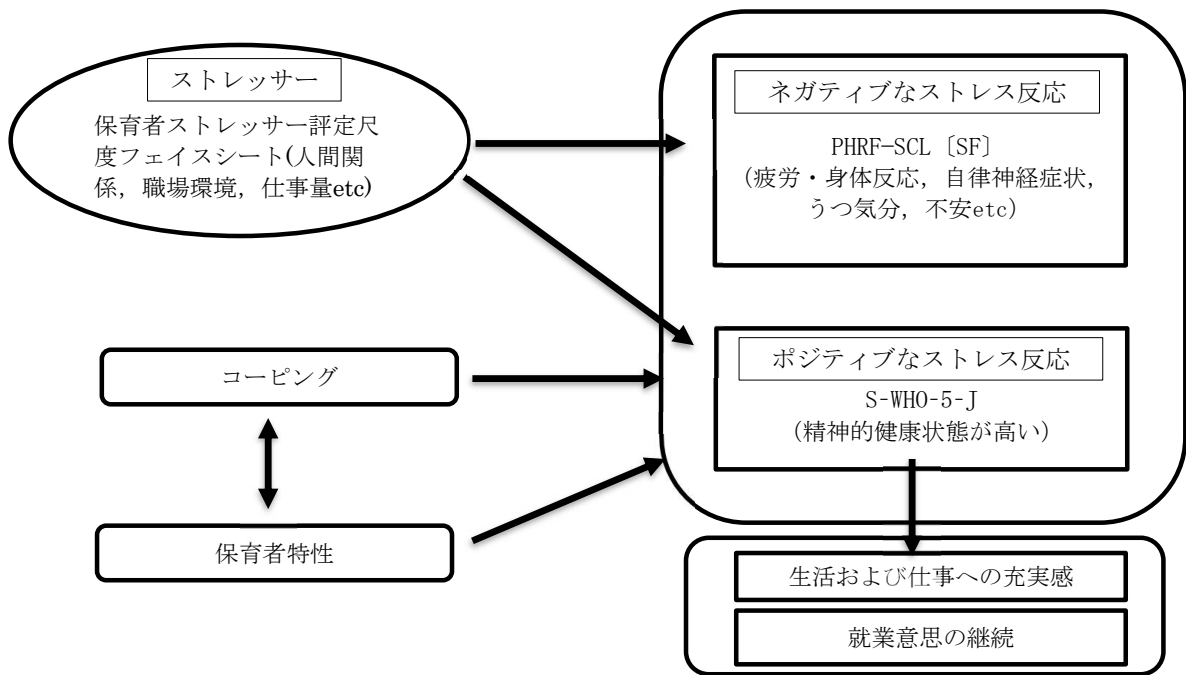 ストレッサー
保育者ストレッサー評定尺
度フェイスシート(人間関
係，職場環境，仕事量etc)
ネガティブなストレス反応
PHRF−SCL〔SF〕
(疲労・身体反応，自律神経症状，
うつ気分，不安etc)
コーピング
ポジティブなストレス反応
S-WHO-5-J
(精神的健康状態が高い)
保育者特性
生活および仕事への充実感
就業意思の継続